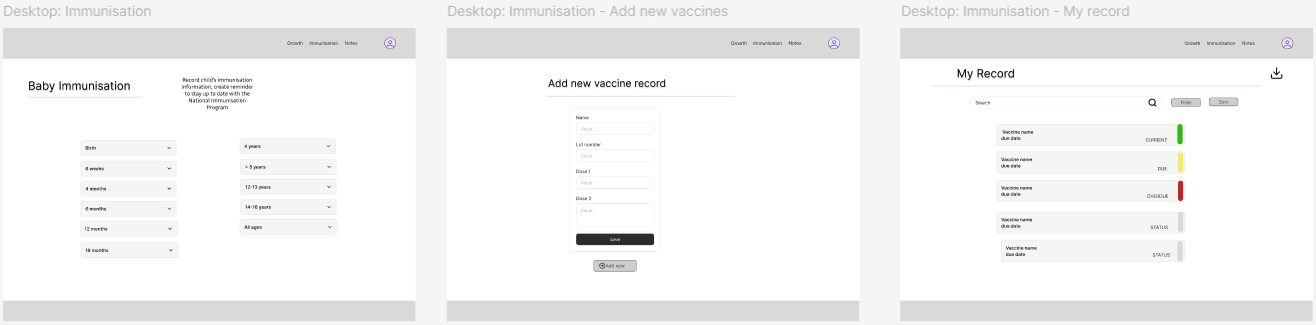 Desktop: Immunisation
Growth Immunisation Notes
Baby Immunisation
Record child's immunisation
information, create reminder
to stay up to date with the
National Immunisation
Program
Birth
6 weeks
4 months
6 months
12 months
18 months
4 years
> 5 years
12-13 years
14-16 years
All ages
Desktop: Immunisation - Add new vaccines
Growth Immunisation Notes
Add new vaccine record
Name
Value
Lot number
Value
Dose 1
Value
Dose 2
Value
save
Add new
Desktop: Immunisation - My record
Growth Immunisation Notes
My Record
Search
Filter
Sort
Vaccine name
due date
CURRENT
Vaccine name
due date
DUE
Vaccine name
due date
OVERDUE
Vaccine name
due date
STATUS
Vaccine name
due date
STATUS